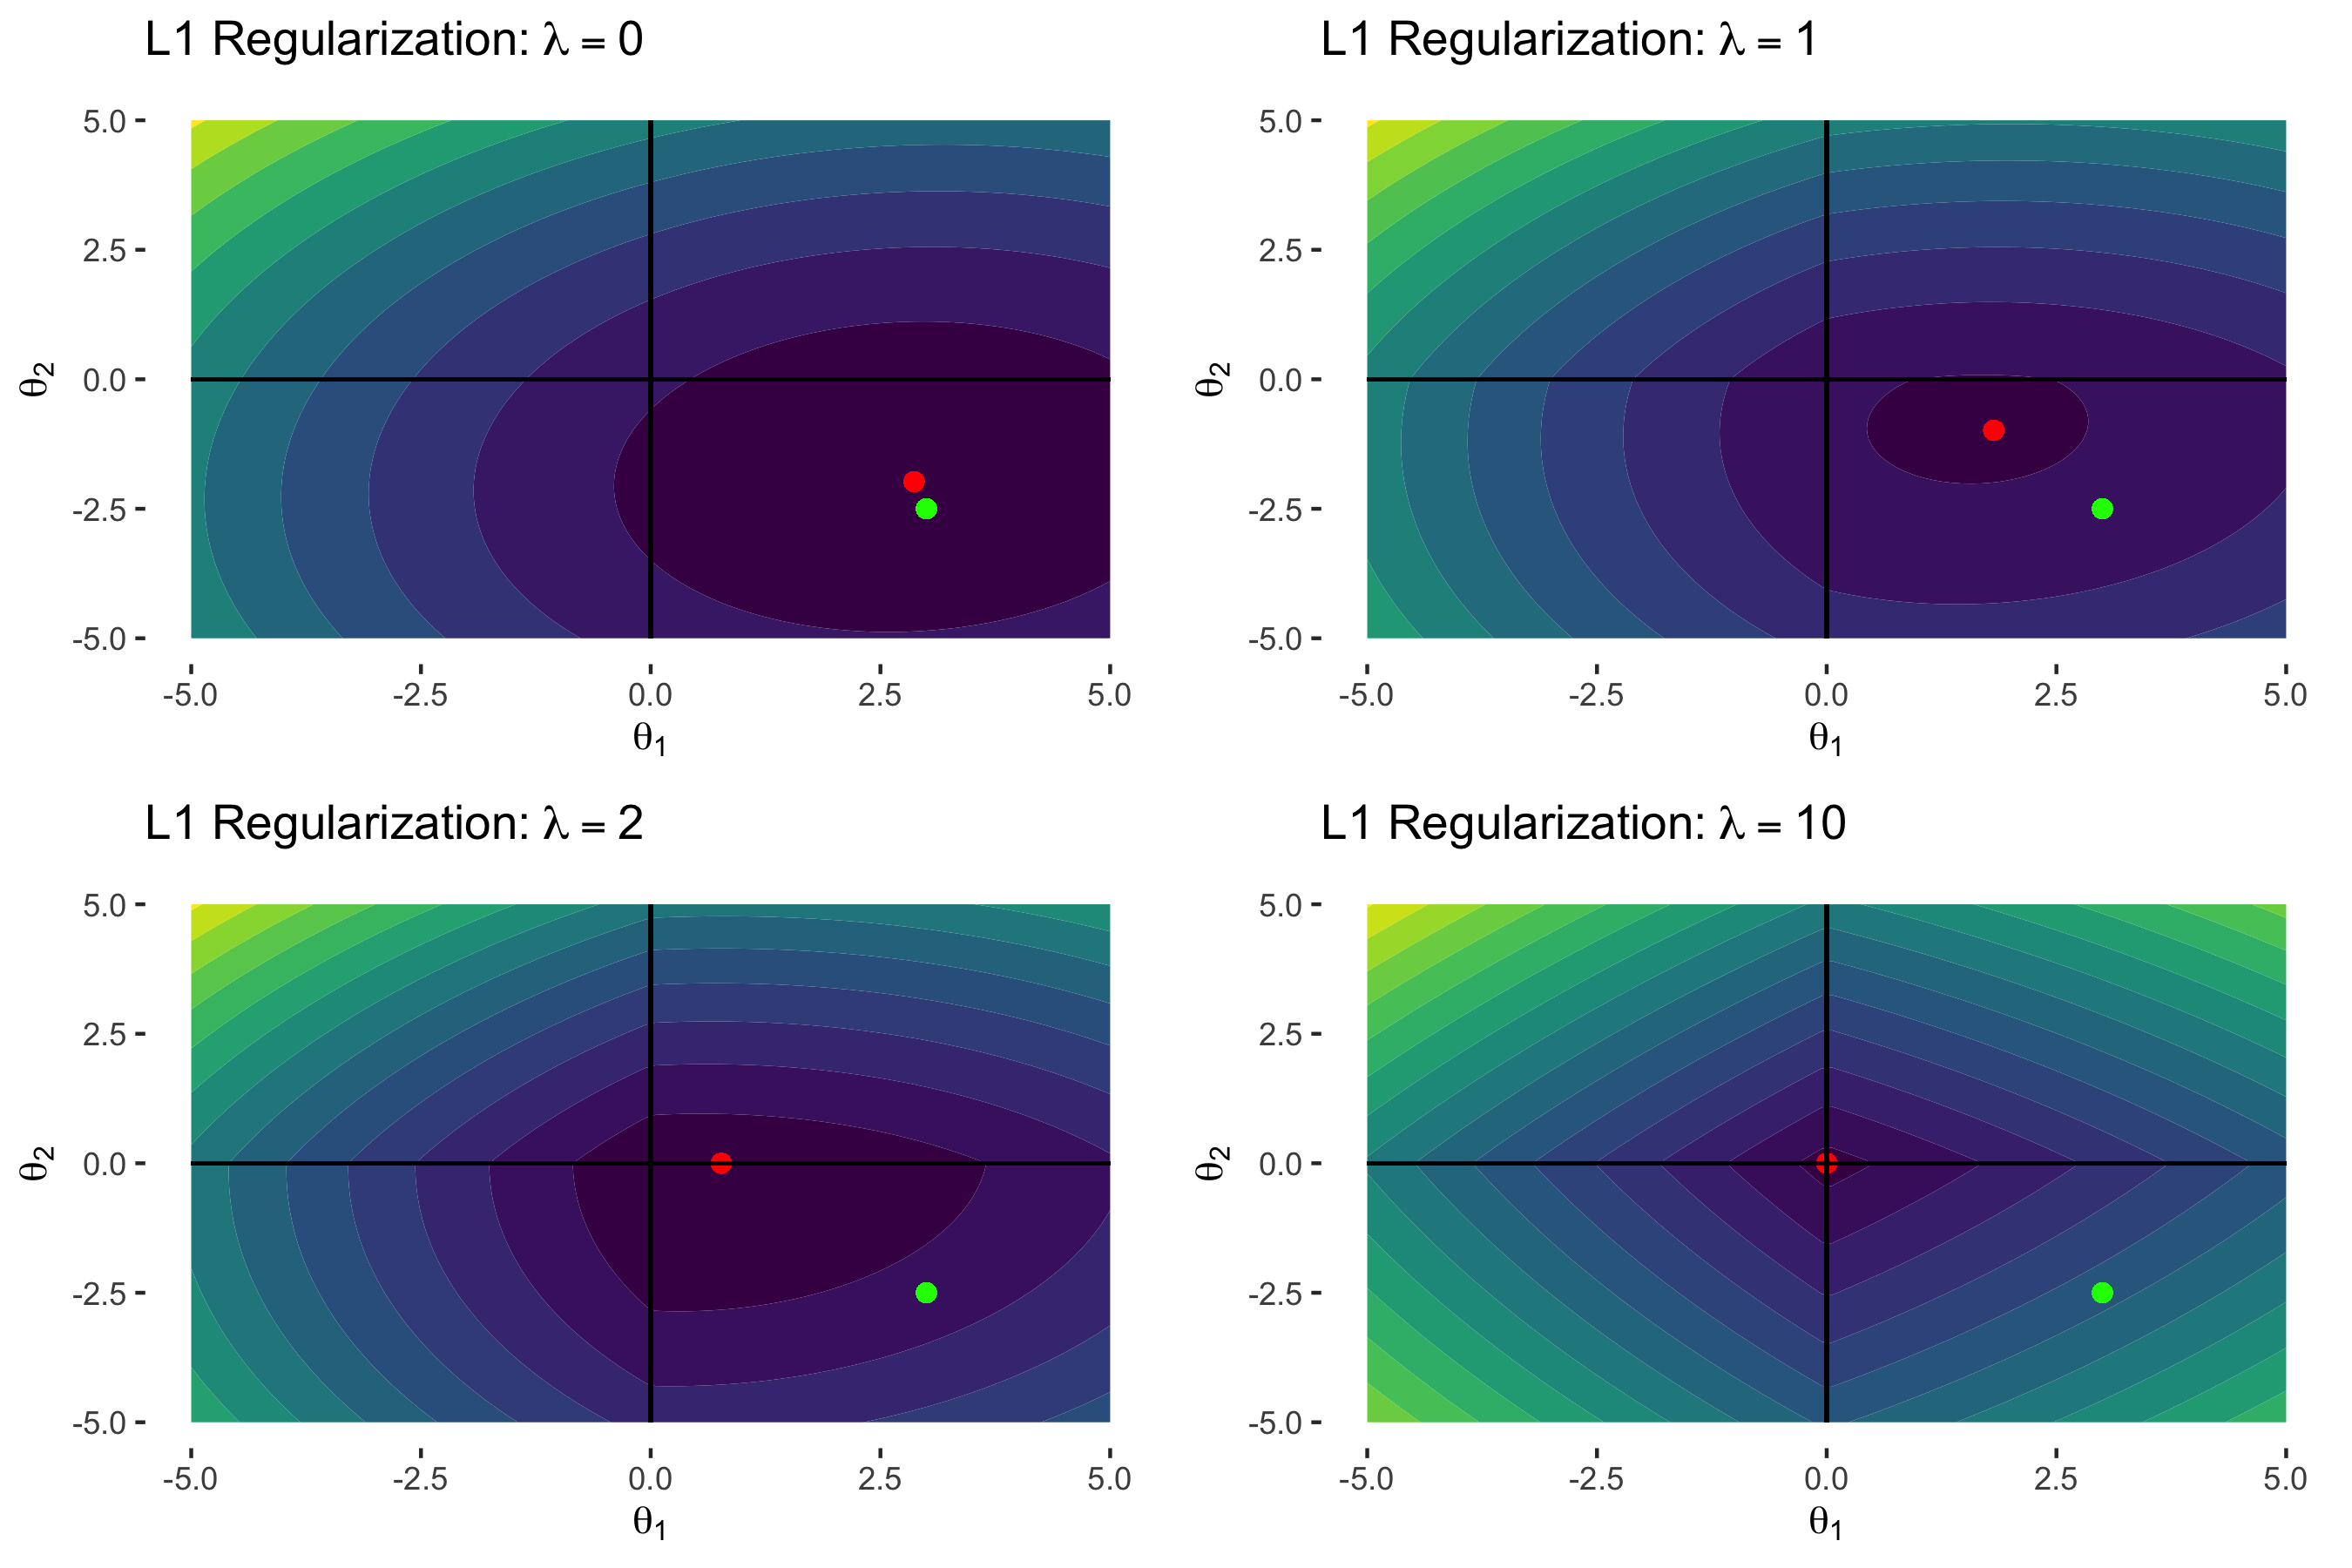 L1 Regularization: λ = 0
5.0
2.5
0.0
-2.5
-5.0
θ2
-5.0 -2.5 0.0 2.5 5.0
θ1
L1 Regularization: λ = 1
5.0
2.5
0.0
-2.5
-5.0
θ2
-5.0 -2.5 0.0 2.5 5.0
θ1
L1 Regularization: λ = 2
5.0
2.5
0.0
-2.5
-5.0
θ2
-5.0 -2.5 0.0 2.5 5.0
θ1
L1 Regularization: λ = 10
5.0
2.5
0.0
-2.5
-5.0
θ2
-5.0 -2.5 0.0 2.5 5.0
θ1